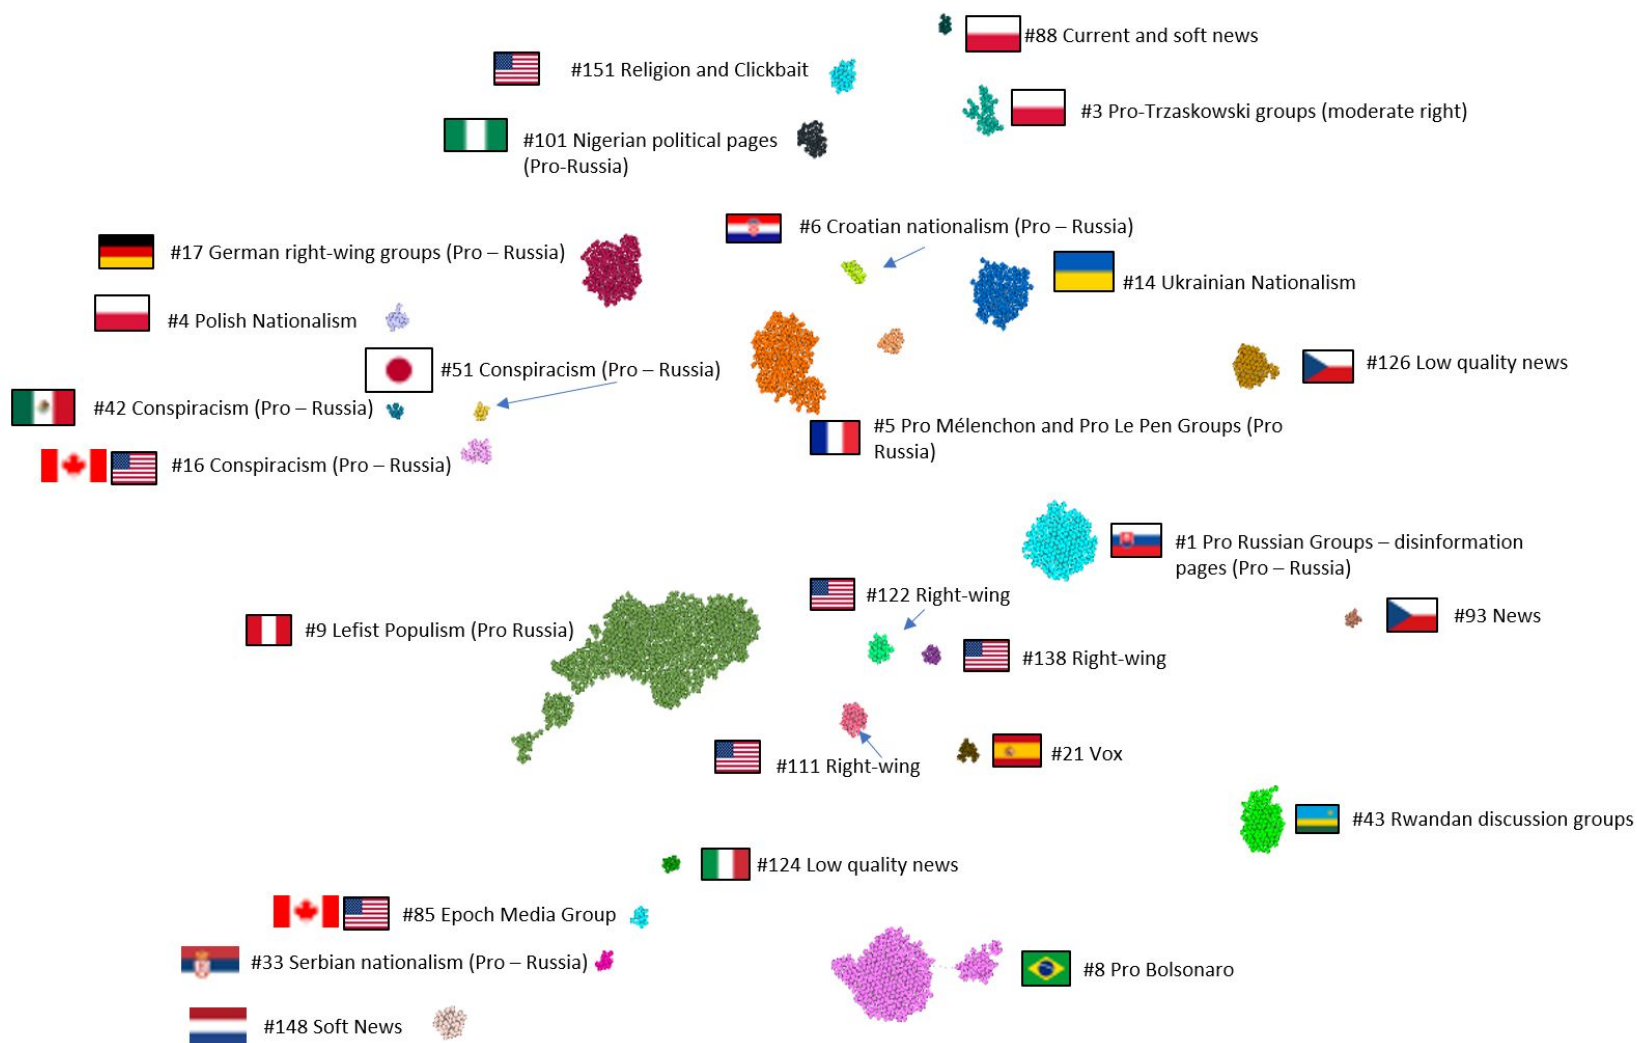 #88 Current and soft news
#151 Religion and Clickbait
#3 Pro-Trzaskowski groups (moderate right)
#101 Nigerian political pages
(Pro-Russia)
#6 Croatian nationalism (Pro – Russia)
#17 German right-wing groups (Pro – Russia)
#14 Ukrainian Nationalism
#4 Polish Nationalism
#51 Conspiracism (Pro – Russia)
#126 Low quality news
#42 Conspiracism (Pro – Russia)
#5 Pro Mélenchon and Pro Le Pen Groups (Pro
Russia)
#16 Conspiracism (Pro – Russia)
#1 Pro Russian Groups – disinformation
pages (Pro – Russia)
#122 Right-wing
#93 News
#9 Lefist Populism (Pro Russia)
#138 Right-wing
#21 Vox
#111 Right-wing
#43 Rwandan discussion groups
#124 Low quality news
#85 Epoch Media Group
#33 Serbian nationalism (Pro – Russia)
#8 Pro Bolsonaro
#148 Soft News